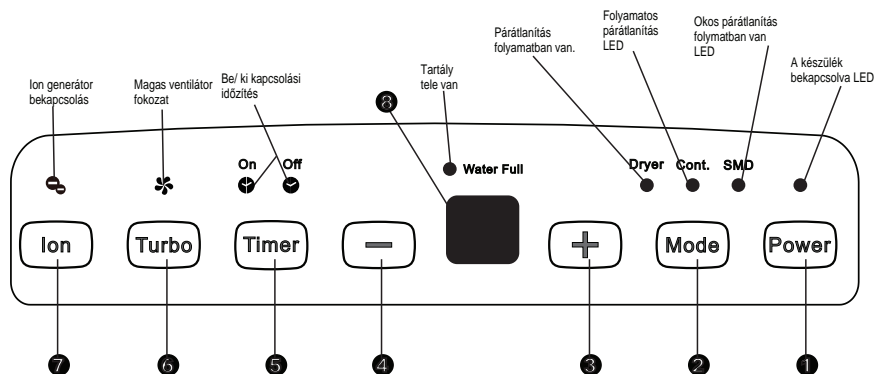 Ion generátor
bekapcsolás
Magas ventilátor
fokozat
Be/ ki kapcsolási
időzítés
Tartály
tele van
Párátlanítás
folyamatban van.
Folyamatos
párátlanítás
LED
Okos párátlanítás
folymatban van
LED
A készülék
bekapcsolva LED
8
On Off
Water Full
Dryer Cont. SMD
Ion Turbo Timer − + Mode Power
7 6 5 4 3 2 1